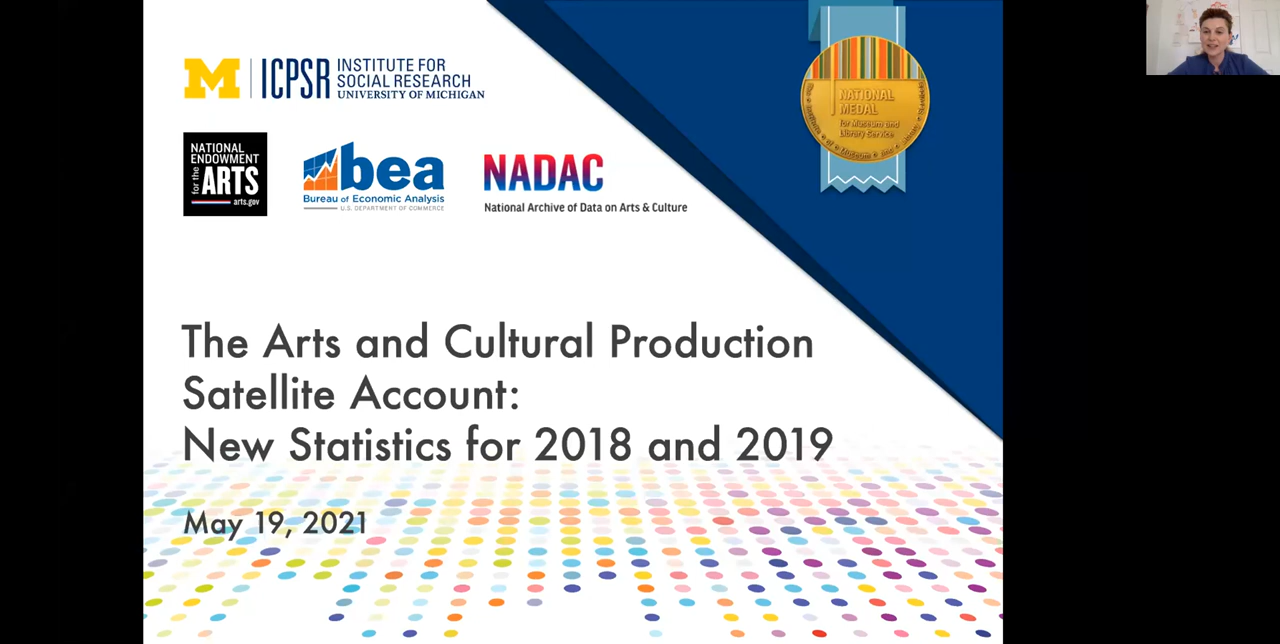 M
ICPSR
INSTITUTE FOR
SOCIAL RESEARCH
UNIVERSITY OF MICHIGAN
NATIONAL
ENDOWMENT
for the
ARTS
arts.gov
bea
Bureau of Economic Analysis
U.S. DEPARTMENT OF COMMERCE
NADAC
National Archive of Data on Arts & Culture
NATIONAL
MEDAL
for Museum and
Library Service
The Arts and Cultural Production
Satellite Account:
New Statistics for 2018 and 2019
May 19, 2021